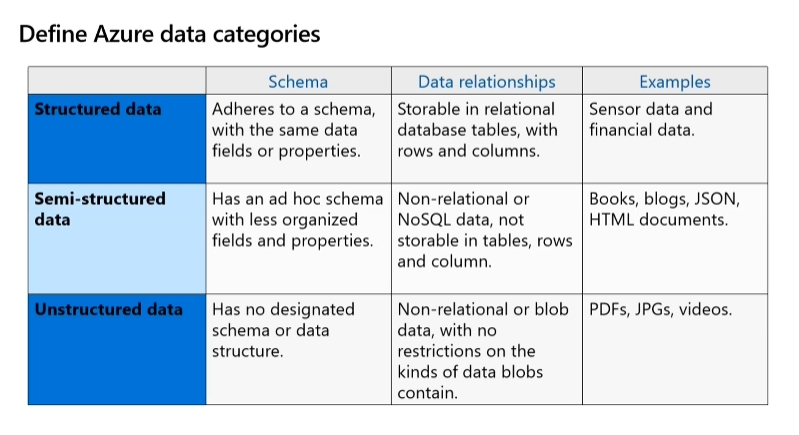 Define Azure data categories
Schema
Data relationships
Examples
Structured data
Adheres to a schema,
with the same data
fields or properties.
Storable in relational
database tables, with
rows and columns.
Sensor data and
financial data.
Semi-structured
data
Has an ad hoc schema
with less organized
fields and properties.
Non-relational or
NoSQL data, not
storable in tables, rows
and column.
Books, blogs, JSON,
HTML documents.
Unstructured data
Has no designated
schema or data
structure.
Non-relational or blob
data, with no
restrictions on the
kinds of data blobs
contain.
PDFs, JPGs, videos.